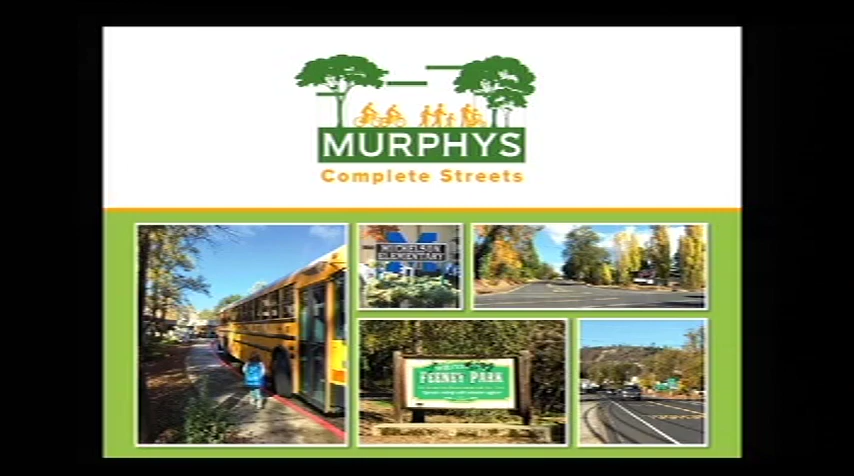 MURPHYS
Complete Streets
MICHELSON
ELEMENTARY
FEENEY PARK